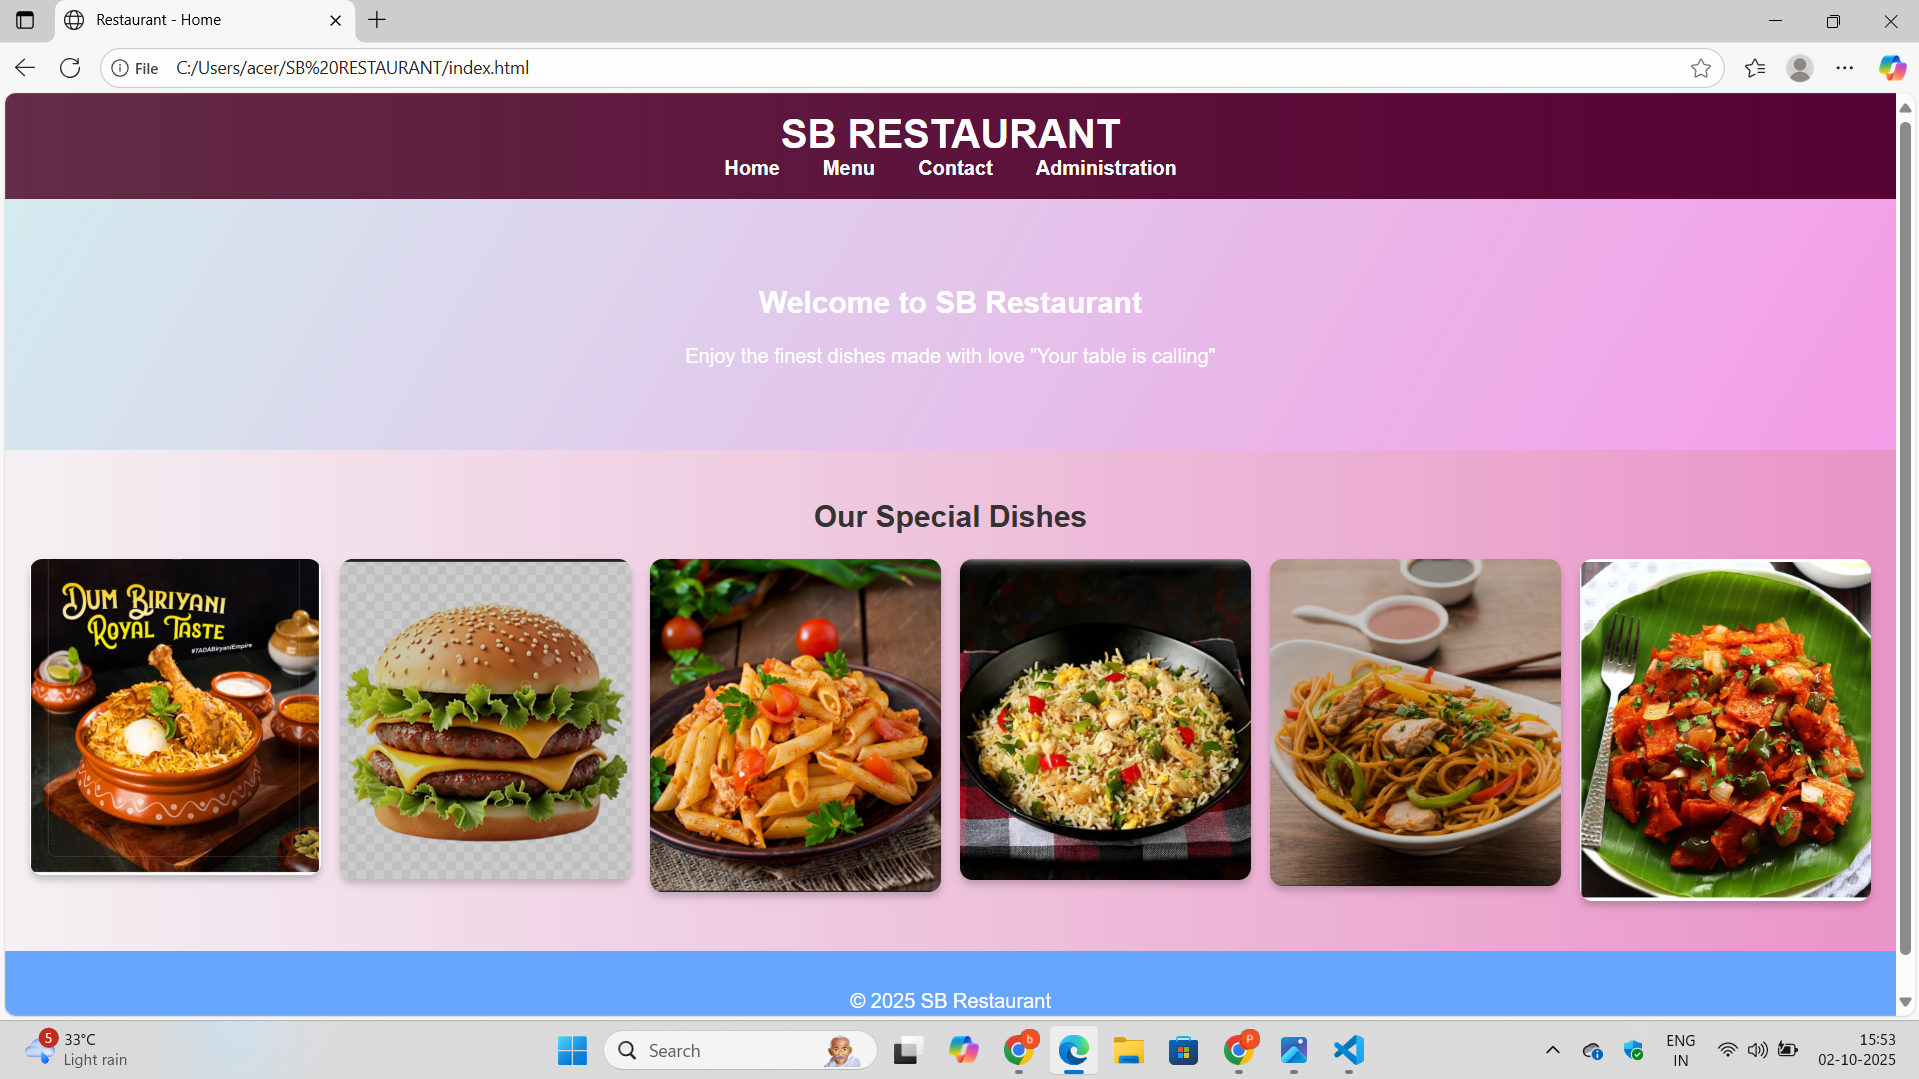 Restaurant - Home
File C:/Users/acer/SB%20RESTAURANT/index.html
SB RESTAURANT
Home Menu Contact Administration
Welcome to SB Restaurant
Enjoy the finest dishes made with love "Your table is calling"
Our Special Dishes
DUM BIRIYANI
ROYAL TASTE
#TADABiryaniEmpire
© 2025 SB Restaurant
5
33°C
Light rain
Search
b
P
ENG
IN
15:53
02-10-2025